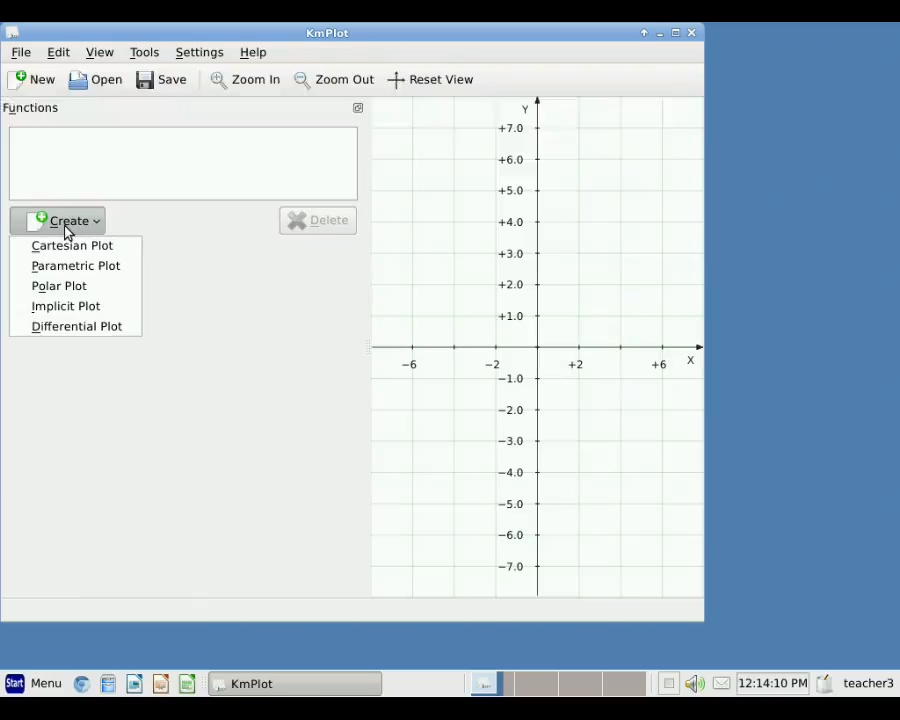 KmPlot
File Edit View Tools Settings Help
New Open Save Zoom In Zoom Out Reset View
Functions
Create Delete
Cartesian Plot
Parametric Plot
Polar Plot
Implicit Plot
Differential Plot
Y
+7.0
+6.0
+5.0
+4.0
+3.0
+2.0
+1.0
−6 −2 +2 +6 X
−1.0
−2.0
−3.0
−4.0
−5.0
−6.0
−7.0
Start Menu KmPlot 12:14:10 PM teacher3